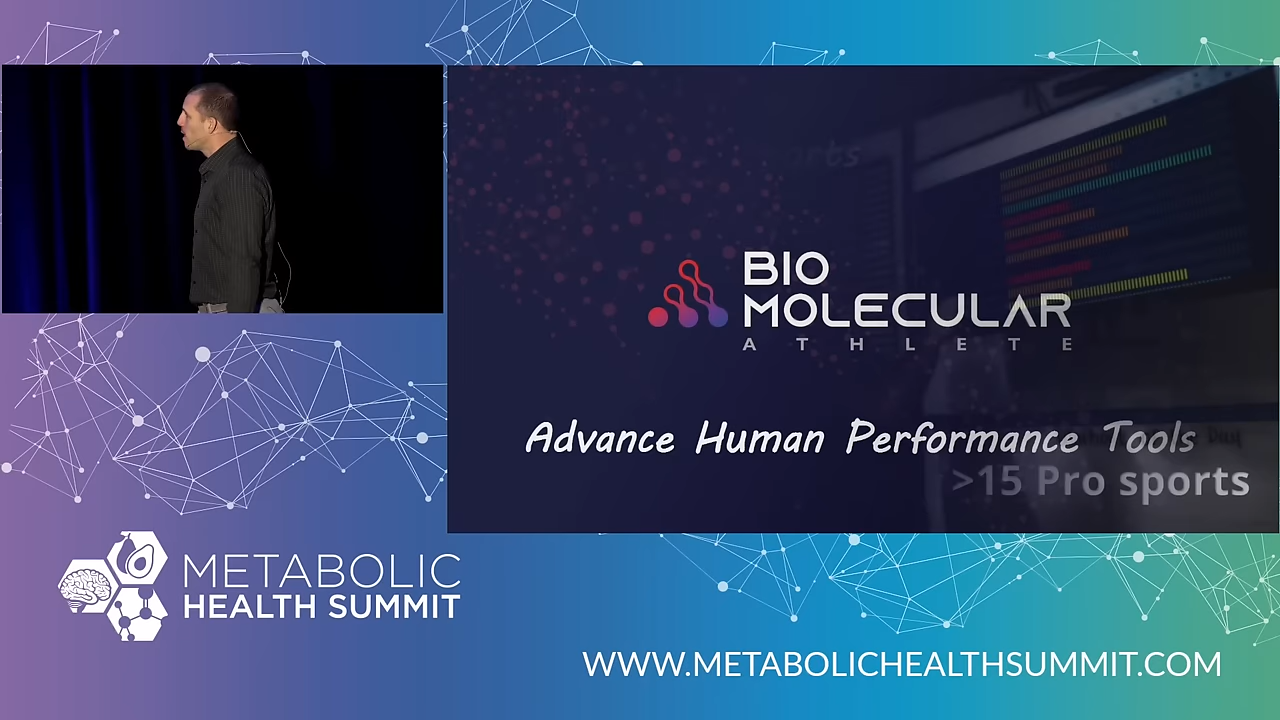 BIO
MOLECULAR
ATHLETE
Advance Human Performance Tools
>15 Pro sports
METABOLIC
HEALTH SUMMIT
WWW.METABOLICHEALTHSUMMIT.COM